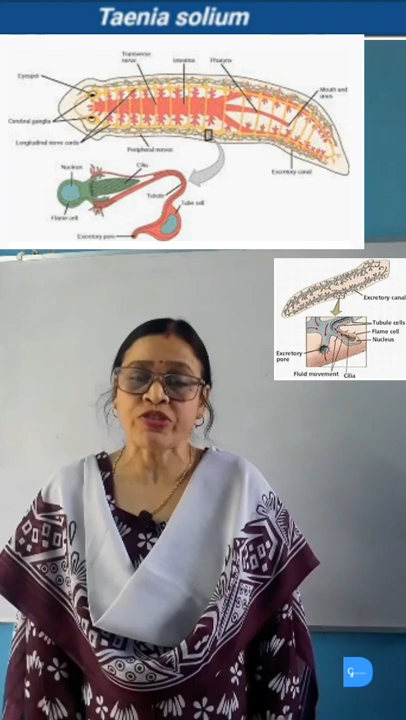 Taenia solium
Transverse
nerve
Intestine
Pharynx
Eyespot
Mouth and
anus
Cerebral ganglia
Longitudinal nerve cords
Peripheral nerves
Excretory canal
Nucleus
Cilia
Tubule
Tube cell
Flame cell
Excretory pore
Excretory canal
Tubule cells
Flame cell
Nucleus
Excretory
pore
Fluid movement
Cilia